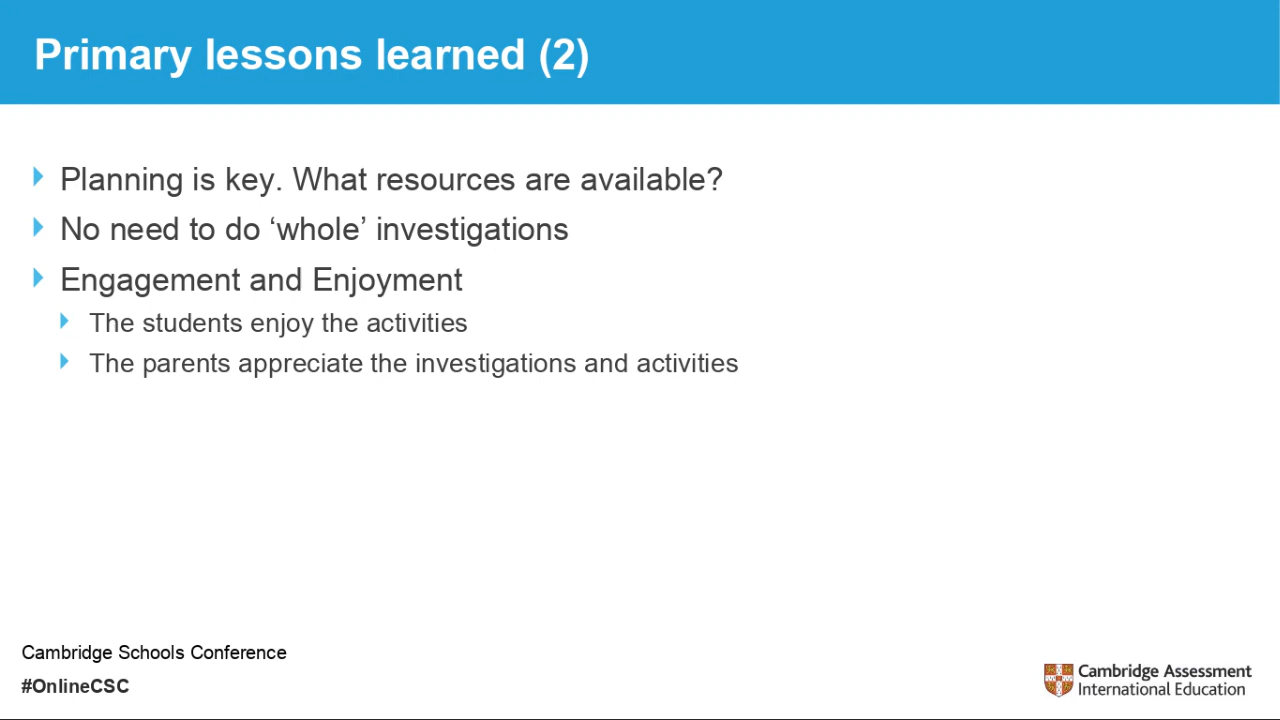 Primary lessons learned (2)
Planning is key. What resources are available?
No need to do ‘whole’ investigations
Engagement and Enjoyment
The students enjoy the activities
The parents appreciate the investigations and activities
Cambridge Schools Conference
#OnlineCSC
Cambridge Assessment
International Education